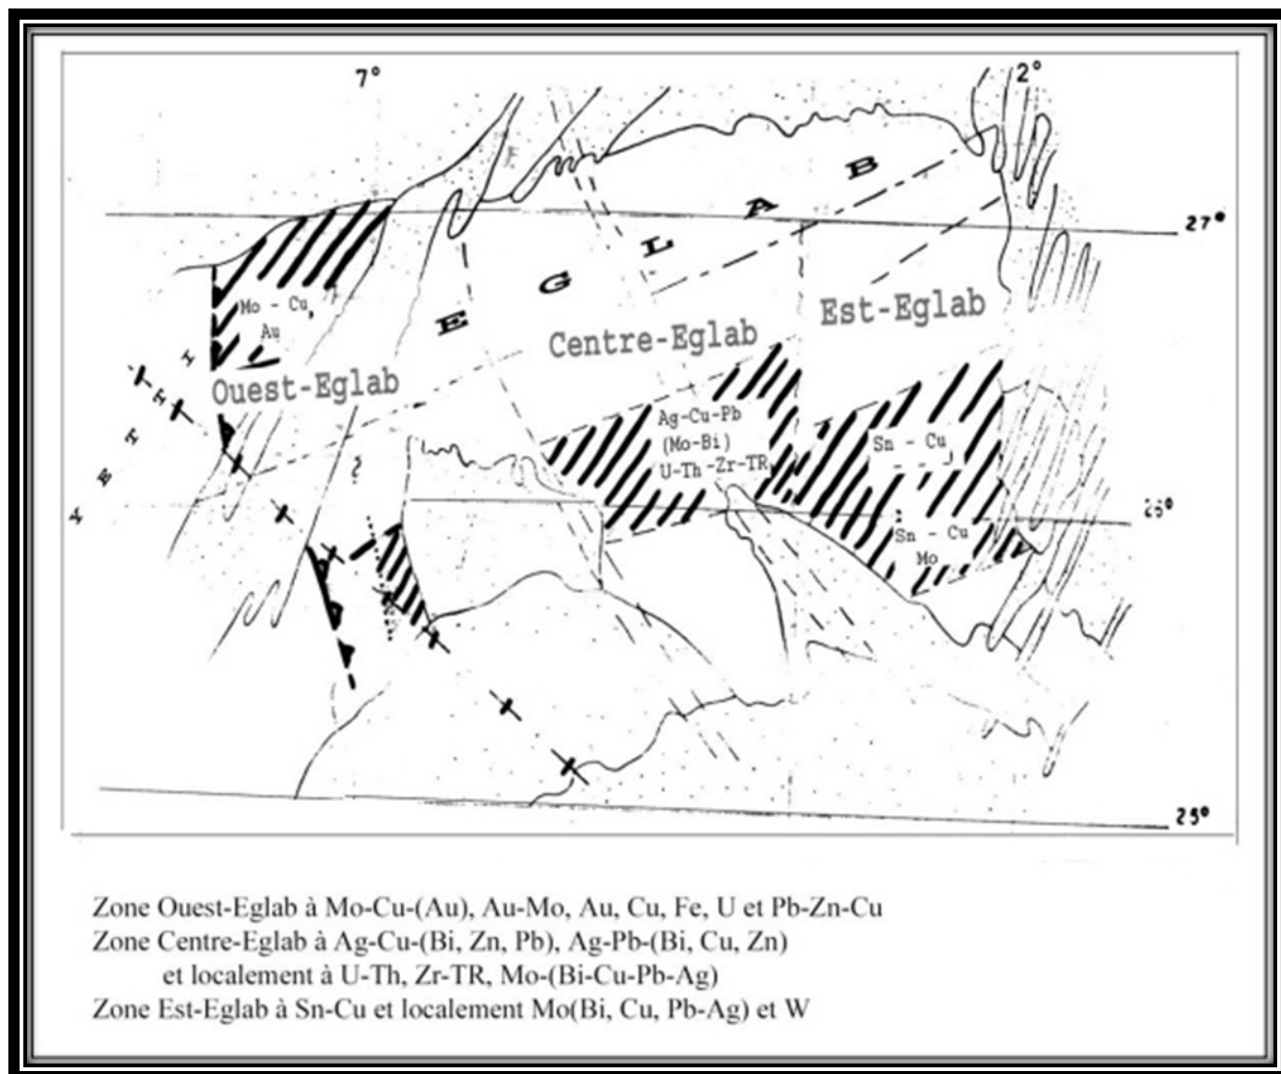 7°
2°
B
A
27°
L
G
E
Mo - Cu,
Au
Centre-Eglab
Est-Eglab
Ouest-Eglab
Ag-Cu-Pb
(Mo-Bi)
U-Th-Zr-TR
Sn - Cu
?
26°
Sn - Cu
Mo
25°
Zone Ouest-Eglab à Mo-Cu-(Au), Au-Mo, Au, Cu, Fe, U et Pb-Zn-Cu
Zone Centre-Eglab à Ag-Cu-(Bi, Zn, Pb), Ag-Pb-(Bi, Cu, Zn)
et localement à U-Th, Zr-TR, Mo-(Bi-Cu-Pb-Ag)
Zone Est-Eglab à Sn-Cu et localement Mo(Bi, Cu, Pb-Ag) et W